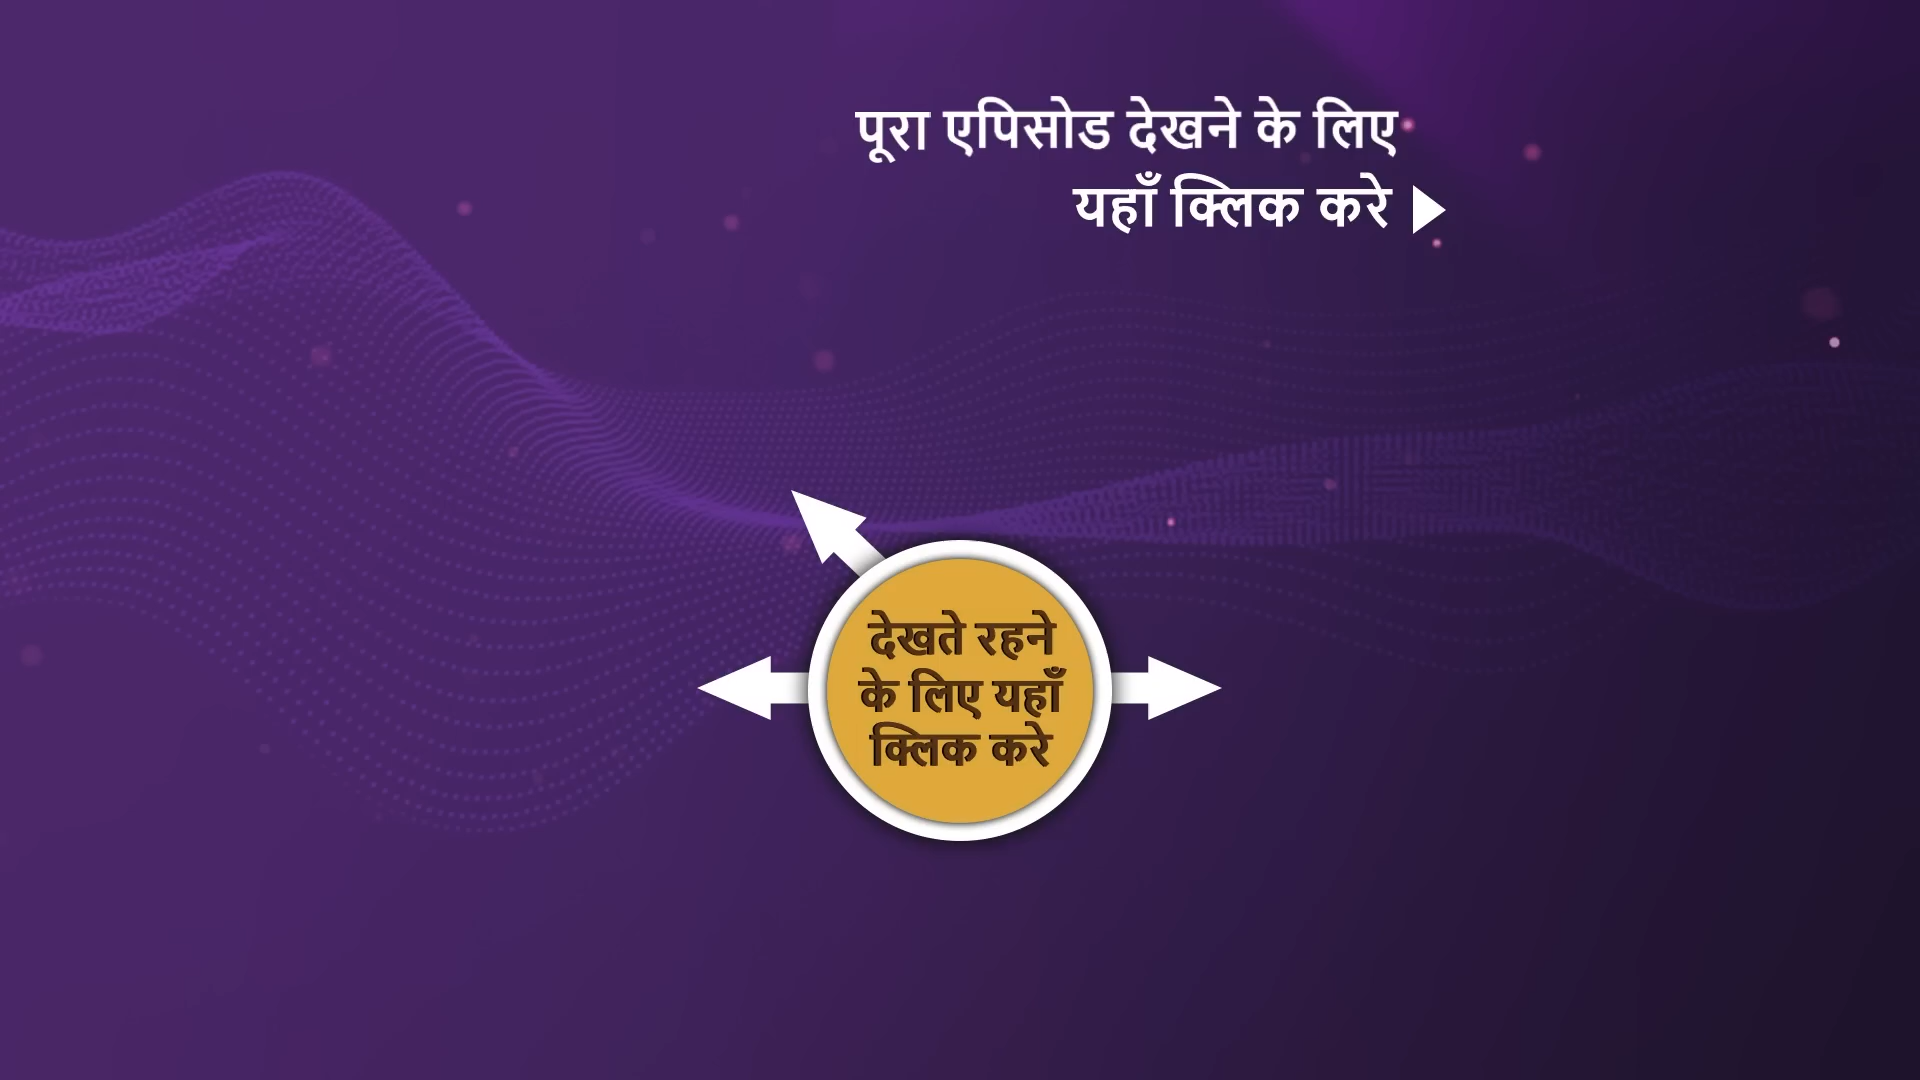 पूरा एपिसोड देखने के लिए
यहाँ क्लिक करे
देखते रहने
के लिए यहाँ
क्लिक करे